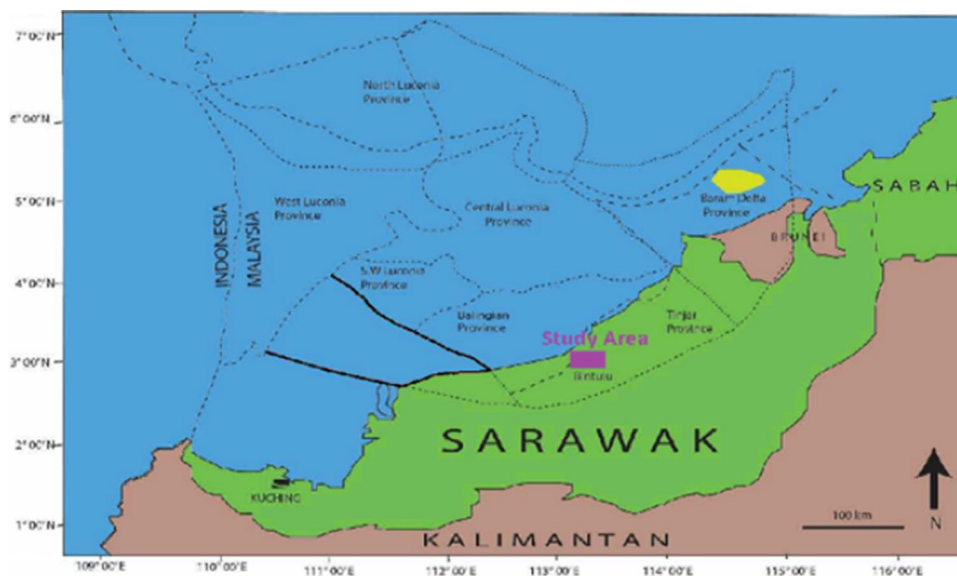 7°00'N
6°00'N
5°00'N
4°00'N
3°00'N
2°00'N
1°00'N
North Luconia
Province
West Luconia
Province
Central Luconia
Province
Baram Delta
Province
SABAH
BRUNEI
INDONESIA
MALAYSIA
S.W Luconia
Province
Balingian
Province
Tinjar
Province
Study Area
Bintulu
SARAWAK
KUCHING
KALIMANTAN
100 km
N
109°00'E
110°00'E
111°00'E
112°00'E
113°00'E
114°00'E
115°00'E
116°00'E